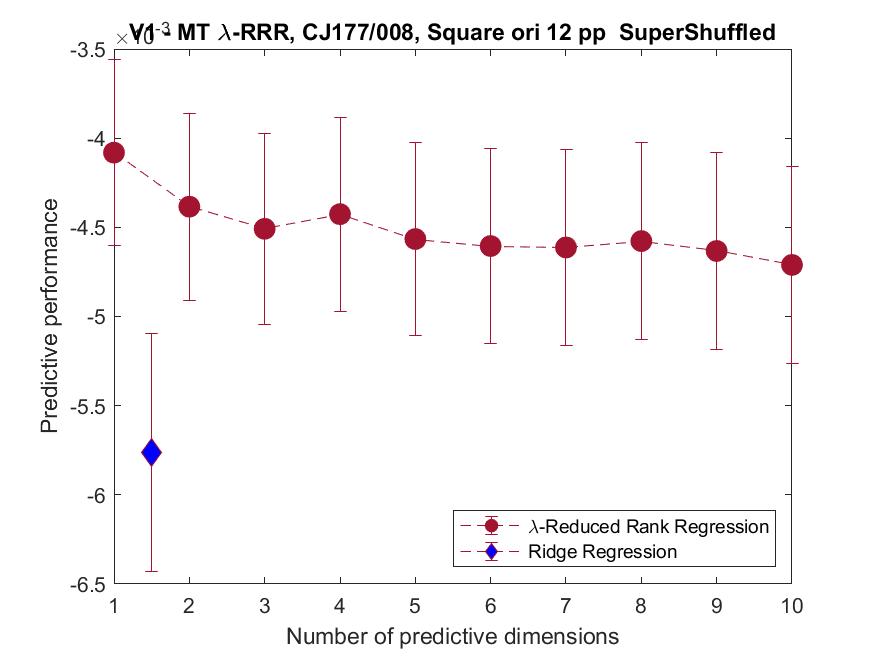 V1 - MT λ-RRR, CJ177/008, Square ori 12 pp  SuperShuffled
×10-3
-3.5
-4
-4.5
-5
-5.5
-6
-6.5
Predictive performance
λ-Reduced Rank Regression
Ridge Regression
1 2 3 4 5 6 7 8 9 10
Number of predictive dimensions